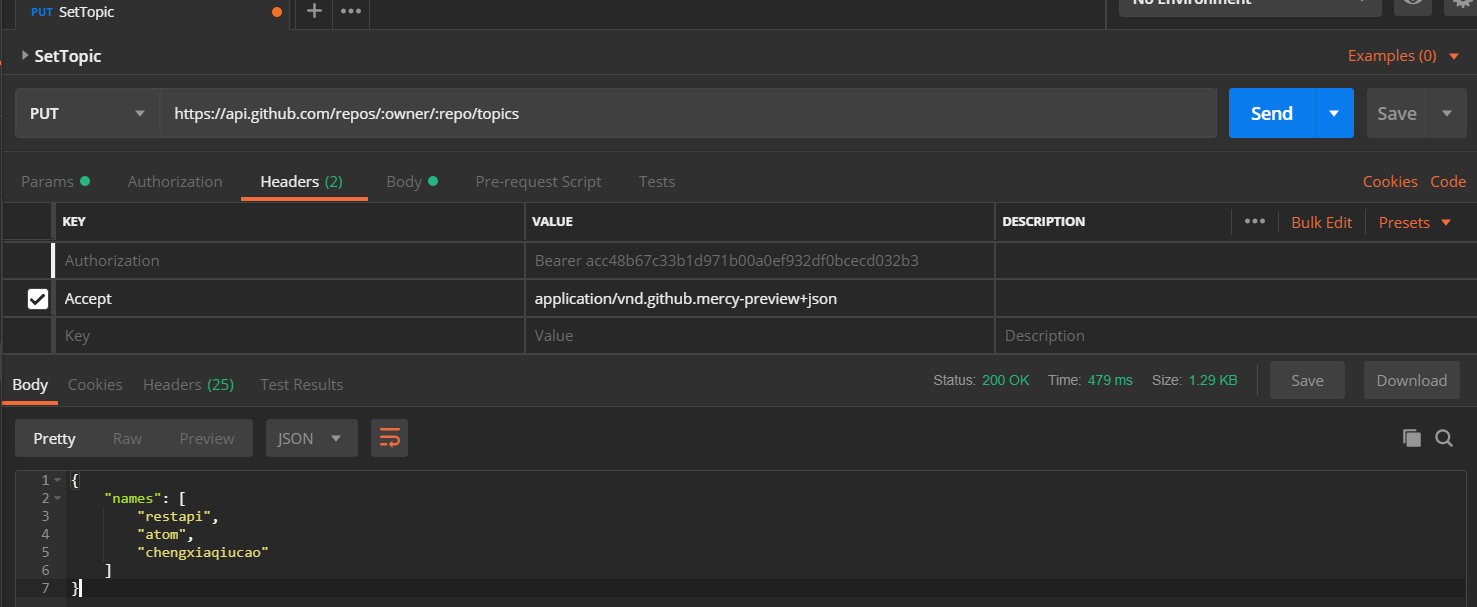 PUT SetTopic
No Environment
SetTopic
Examples (0)
PUT https://api.github.com/repos/:owner/:repo/topics Send Save
Params Authorization Headers (2) Body Pre-request Script Tests Cookies Code
KEY VALUE DESCRIPTION Bulk Edit Presets
Authorization Bearer acc48b67c33b1d971b00a0ef932df0bcecd032b3
Accept application/vnd.github.mercy-preview+json
Key Value Description
Body Cookies Headers (25) Test Results Status: 200 OK Time: 479 ms Size: 1.29 KB Save Download
Pretty Raw Preview JSON
1 {
2 "names": [
3 "restapi",
4 "atom",
5 "chengxiaqiucao"
6 ]
7 }